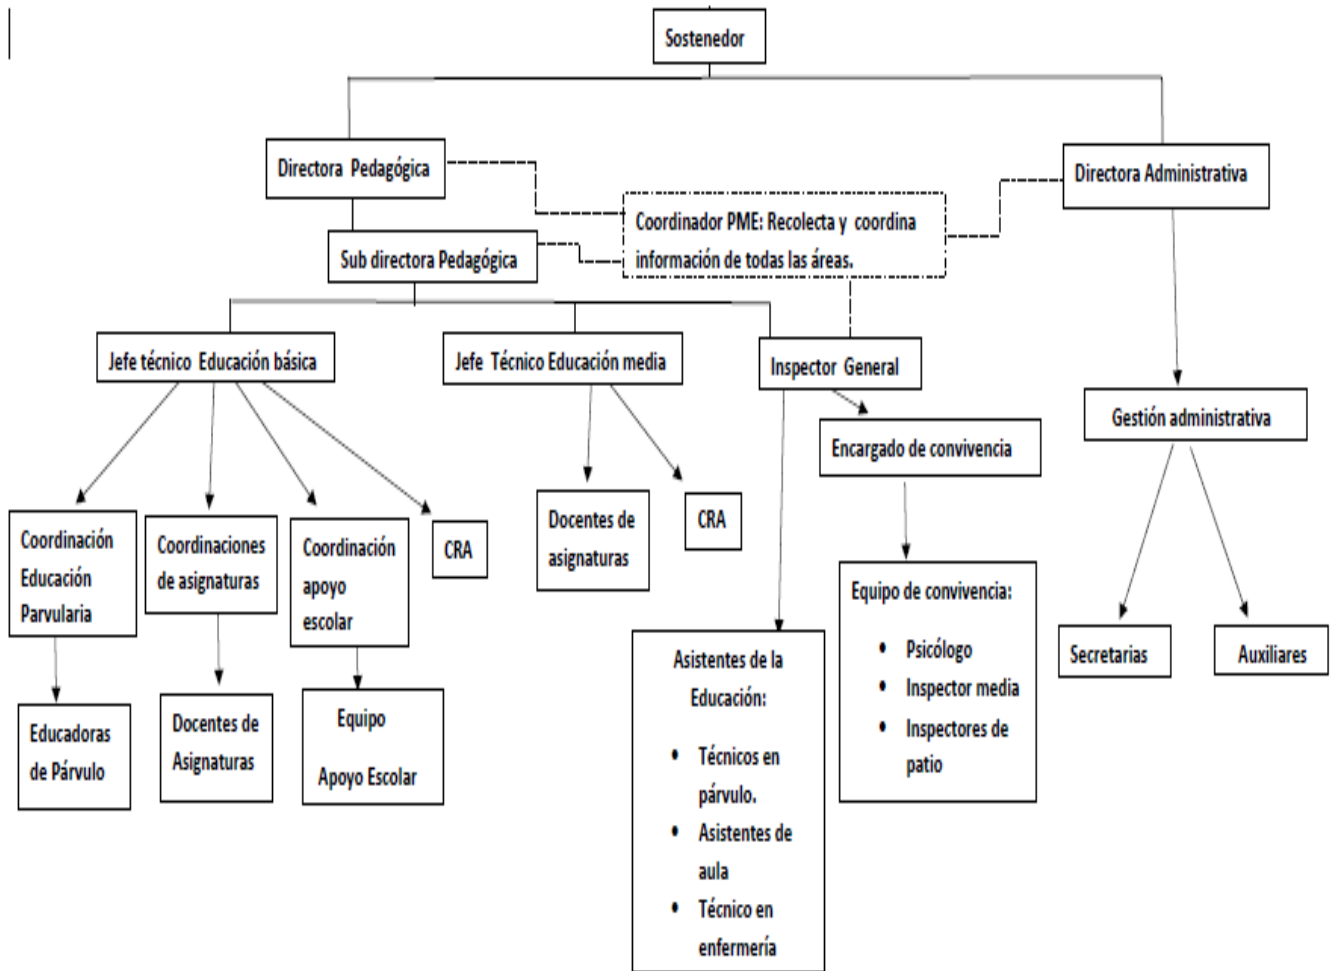 Sostenedor
Directora Pedagógica
Directora Administrativa
Coordinador PME: Recolecta y coordina
información de todas las áreas.
Sub directora Pedagógica
Jefe técnico Educación básica
Jefe Técnico Educación media
Inspector General
Gestión administrativa
Encargado de convivencia
Coordinación
Educación
Parvularia
Coordinaciones
de asignaturas
Coordinación
apoyo
escolar
CRA
Docentes de
asignaturas
CRA
Equipo de convivencia:
• Psicólogo
• Inspector media
• Inspectores de
patio
Secretarias
Auxiliares
Asistentes de la
Educación:
• Técnicos en
párvulo.
• Asistentes de
aula
• Técnico en
enfermería
Educadoras
de Párvulo
Docentes de
Asignaturas
Equipo
Apoyo Escolar